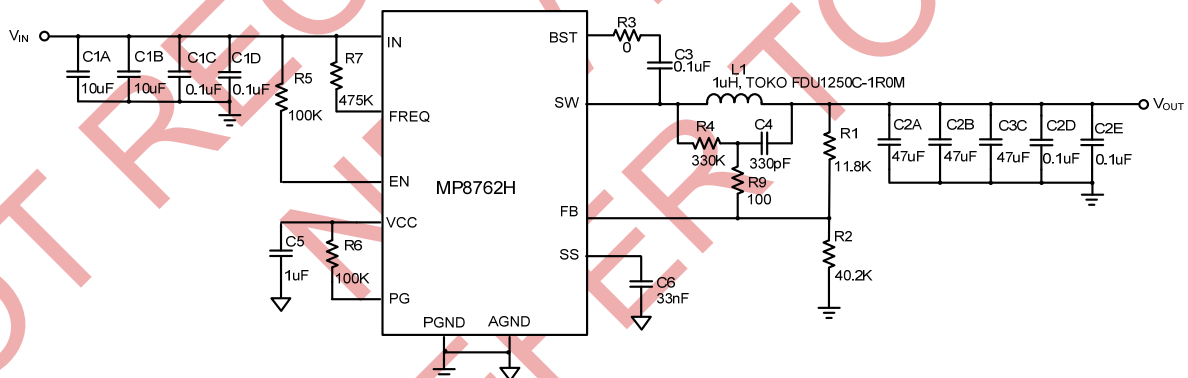 VIN
C1A
10uF
C1B
10uF
C1C
0.1uF
C1D
0.1uF
R5
100K
R7
475K
IN
FREQ
EN
VCC
PG
MP8762H
PGND
AGND
BST
SW
FB
SS
C5
1uF
R6
100K
R3
0
C3
0.1uF
L1
1uH, TOKO FDU1250C-1R0M
R4
330K
C4
330pF
R9
100
R1
11.8K
R2
40.2K
C6
33nF
C2A
47uF
C2B
47uF
C3C
47uF
C2D
0.1uF
C2E
0.1uF
VOUT